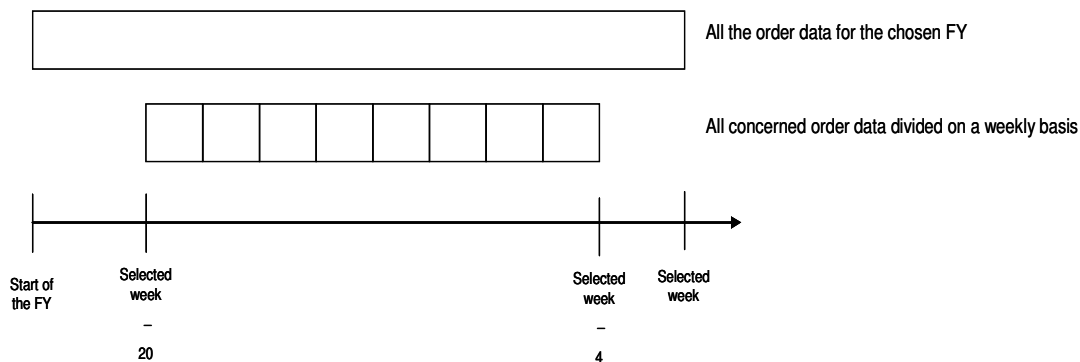 All the order data for the chosen FY
All concerned order data divided on a weekly basis
Start of
the FY
Selected
week
–
20
Selected
week
–
4
Selected
week